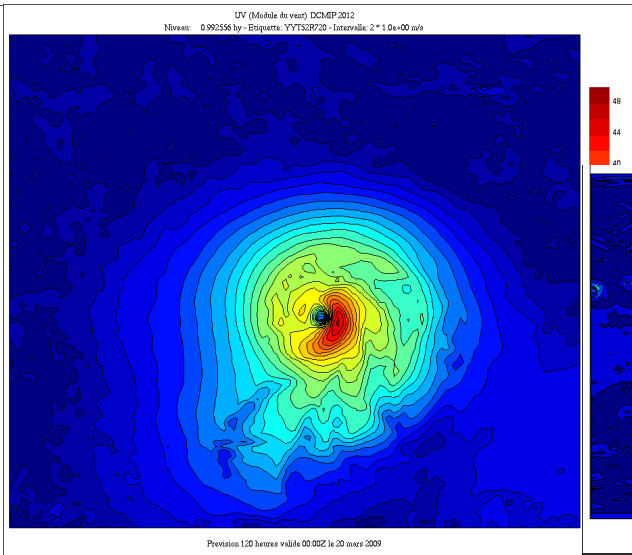 UV (Module du vent) DCMIP 2012
Niveau: 0.992556 hy - Etiquette: YYT52R720 - Intervalle: 2 * 1.0e+00 m/s
48
44
40
Prevision 120 heures valide 00:00Z le 20 mars 2009